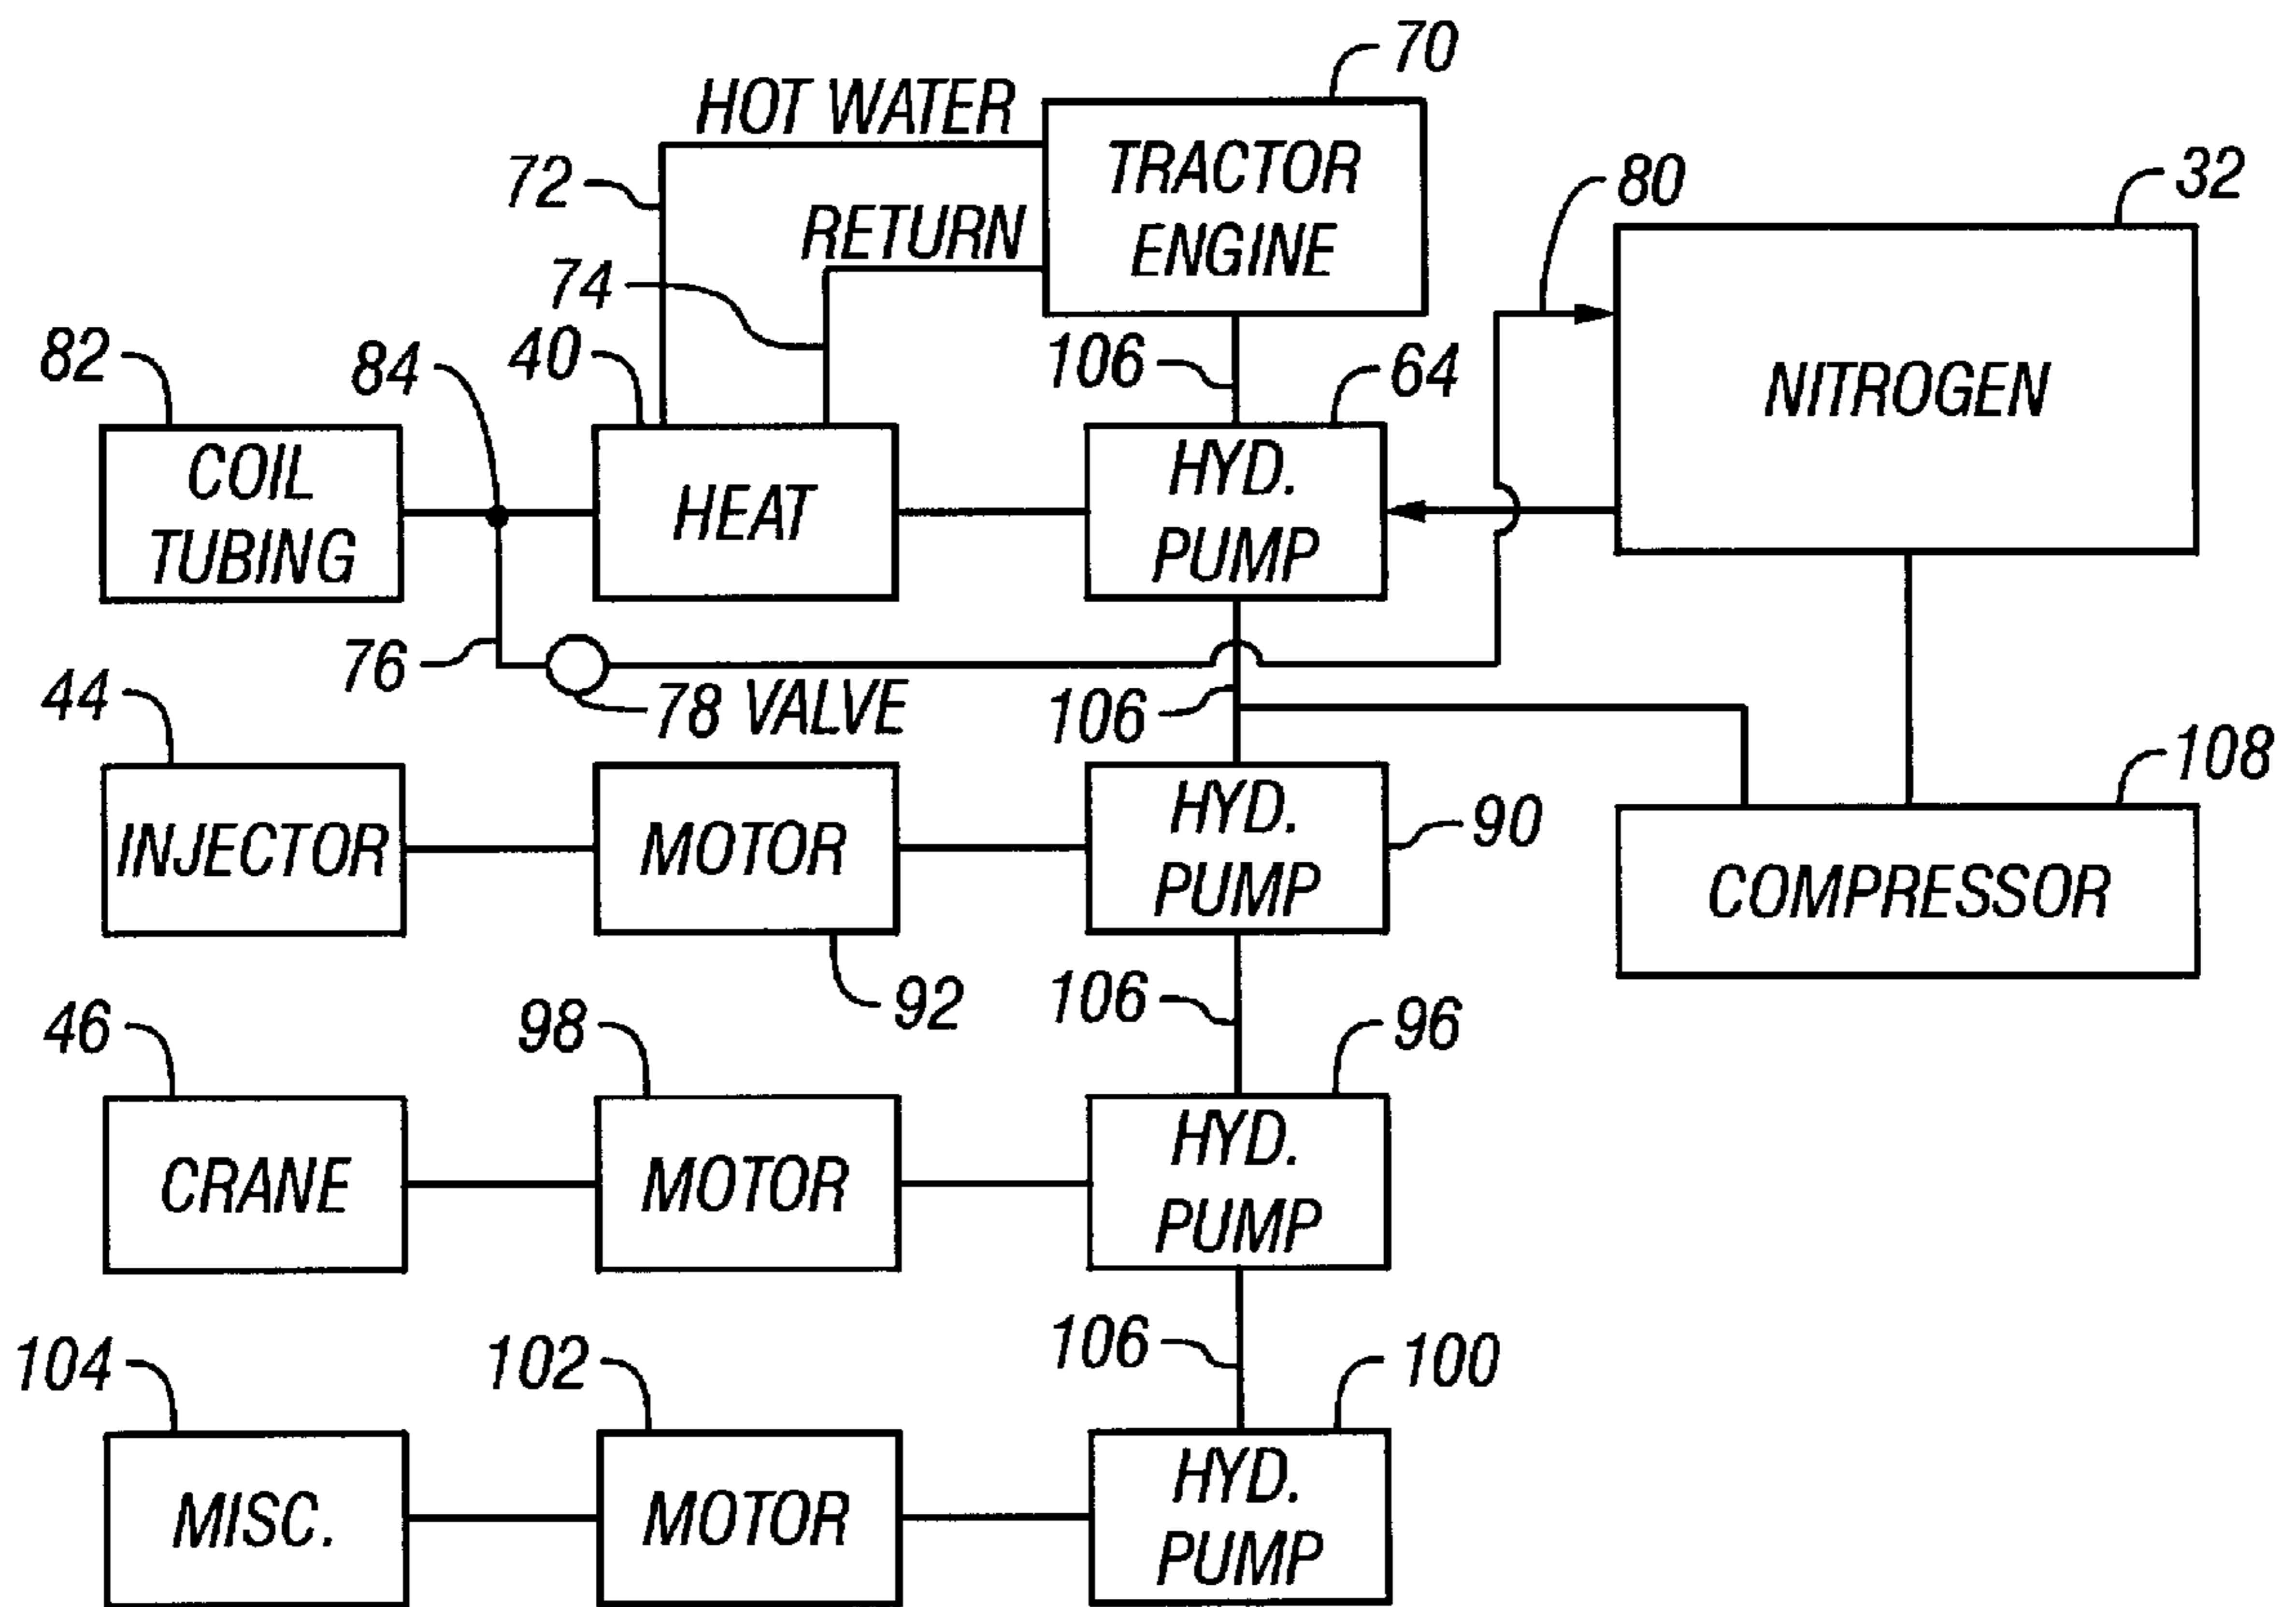 70
HOT WATER
TRACTOR
ENGINE
72
RETURN
80
32
74
82
84
40
106
64
NITROGEN
COIL
TUBING
HEAT
HYD.
PUMP
76
78 VALVE
44
106
108
INJECTOR
MOTOR
HYD.
PUMP
90
COMPRESSOR
92
106
46
98
96
CRANE
MOTOR
HYD.
PUMP
106
104
102
100
MISC.
MOTOR
HYD.
PUMP